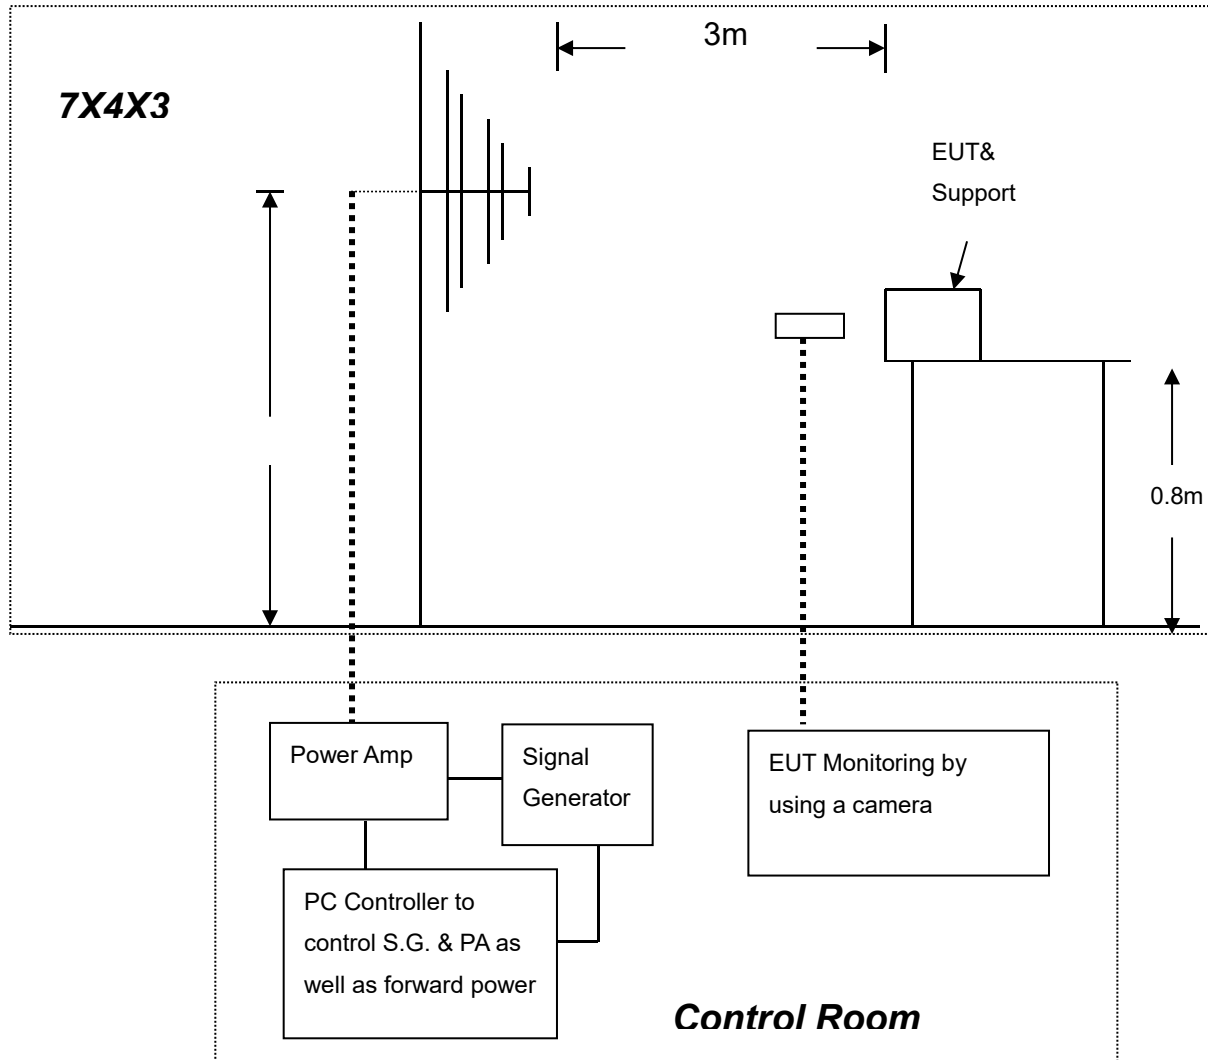 3m
7X4X3
EUT&
Support
0.8m
Power Amp
Signal
Generator
EUT Monitoring by
using a camera
PC Controller to
control S.G. & PA as
well as forward power
Control Room